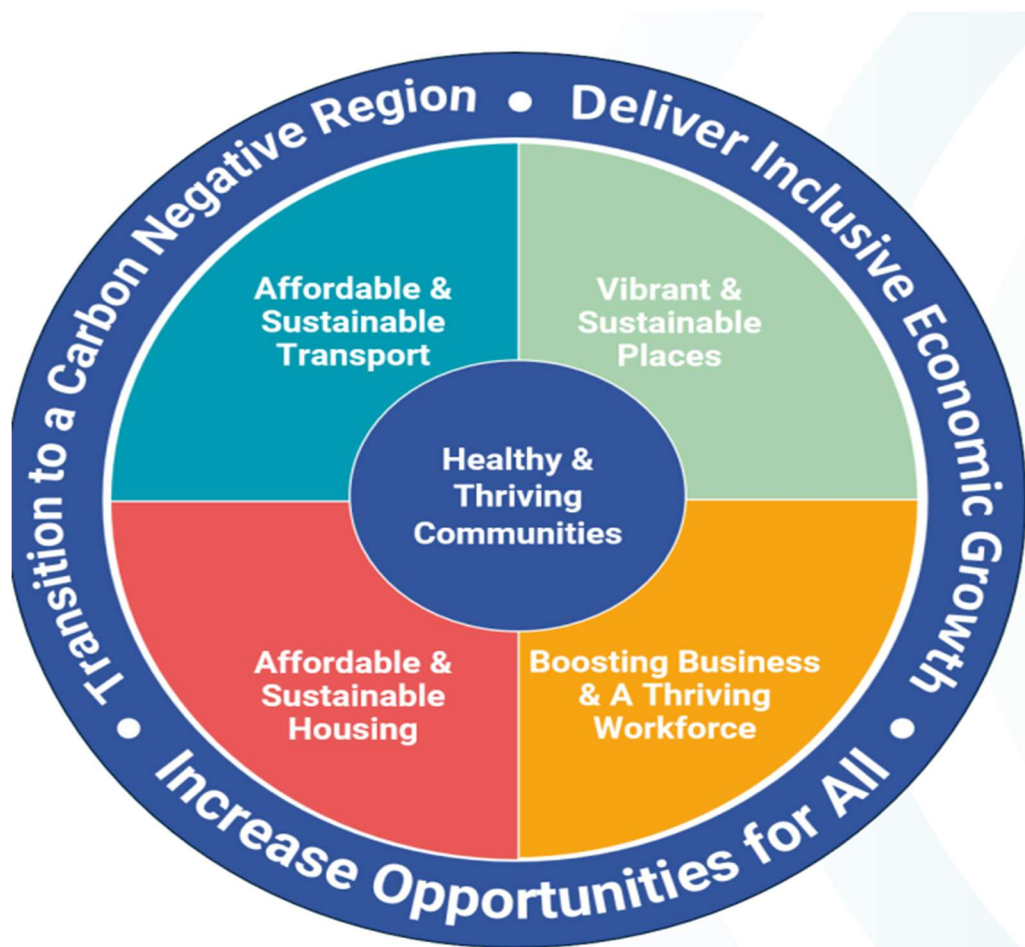 Transition to a Carbon Negative Region • Deliver Inclusive Economic Growth • Increase Opportunities for All •
Affordable &
Sustainable
Transport
Vibrant &
Sustainable
Places
Healthy &
Thriving
Communities
Affordable &
Sustainable
Housing
Boosting Business
& A Thriving
Workforce